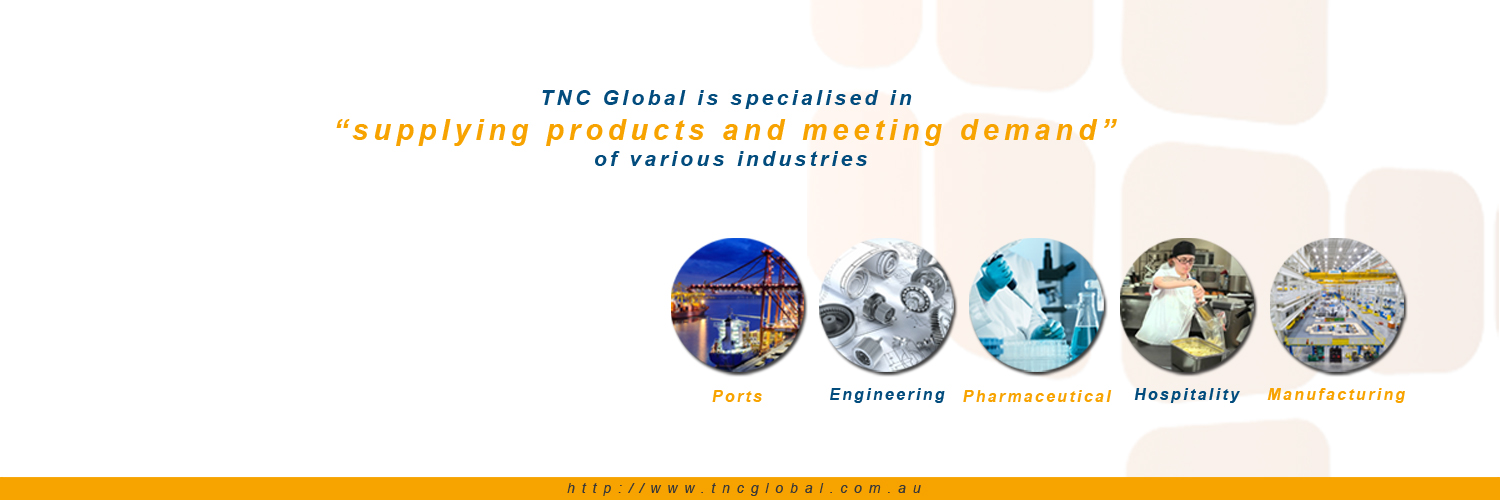 TNC Global is specialised in
“supplying products and meeting demand”
of various industries
Ports
Engineering
Pharmaceutical
Hospitality
Manufacturing
http://www.tncglobal.com.au